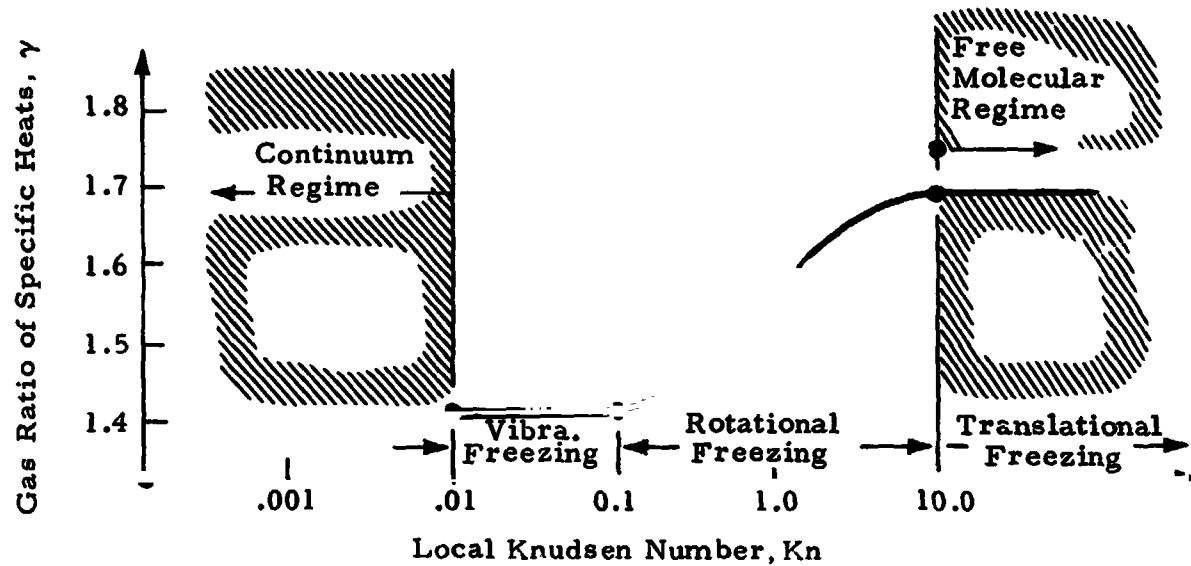 Gas Ratio of Specific Heats, γ
1.8
1.7
1.6
1.5
1.4
Continuum
Regime
Free
Molecular
Regime
Vibra.
Freezing
Rotational
Freezing
Translational
Freezing
.001
.01
0.1
1.0
10.0
Local Knudsen Number, Kn